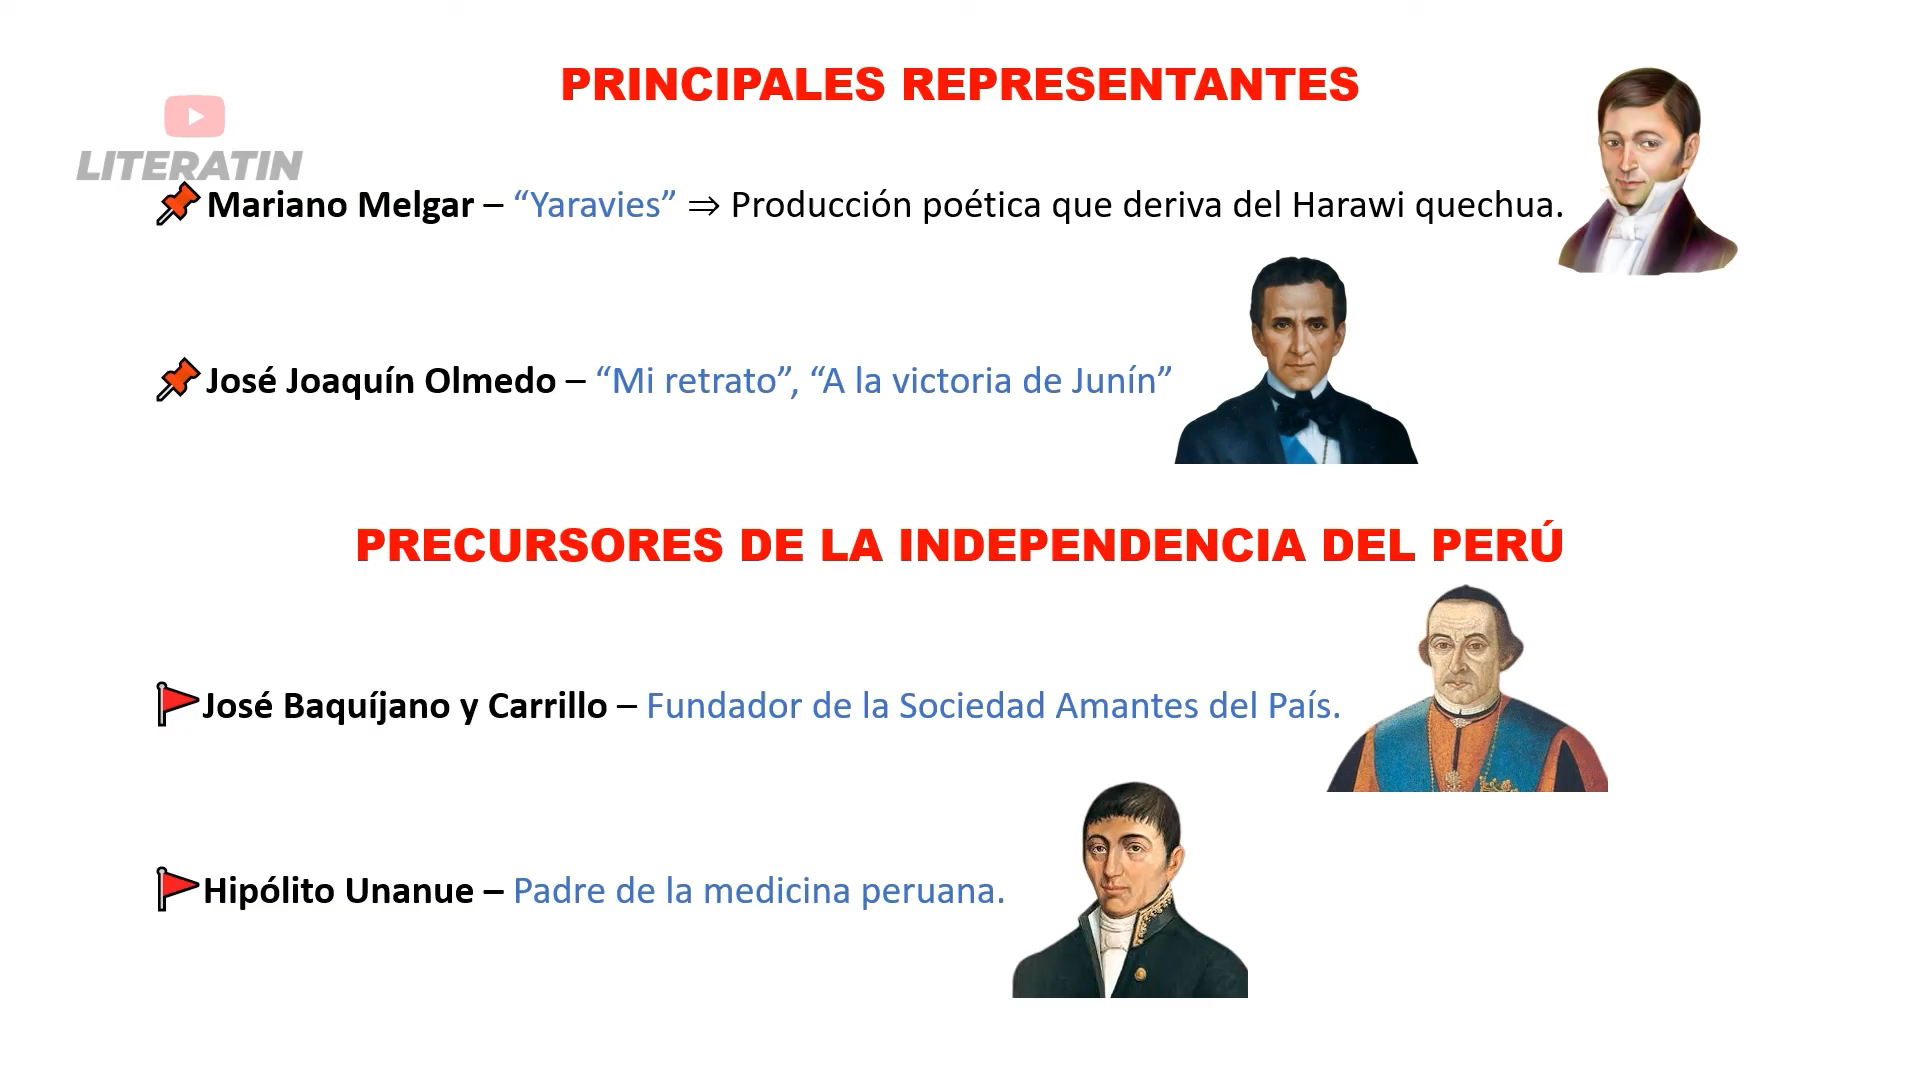 PRINCIPALES REPRESENTANTES
LITERATIN
Mariano Melgar – “Yaravies” ⇒ Producción poética que deriva del Harawi quechua.
José Joaquín Olmedo – “Mi retrato”, “A la victoria de Junín”
PRECURSORES DE LA INDEPENDENCIA DEL PERÚ
José Baquíjano y Carrillo – Fundador de la Sociedad Amantes del País.
Hipólito Unanue – Padre de la medicina peruana.